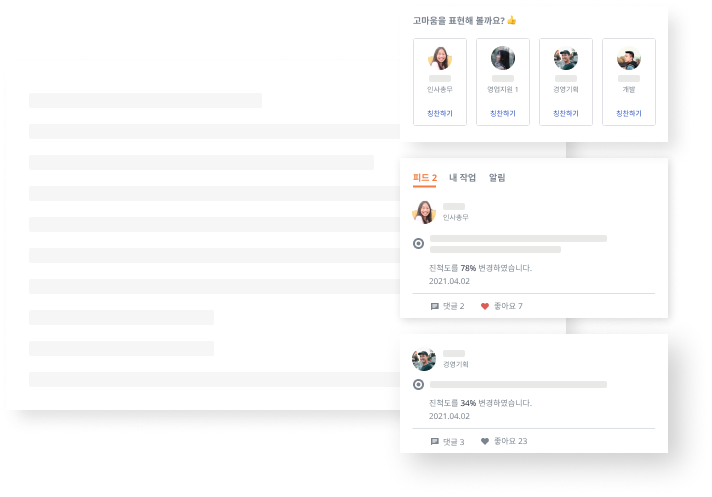 고마움을 표현해 볼까요? 👍
인사총무 영업지원 1 경영기획 개발
칭찬하기 칭찬하기 칭찬하기 칭찬하기
피드 2 내 작업 알림
인사총무
진척도를 78% 변경하였습니다.
2021.04.02
댓글 2 좋아요 7
경영기획
진척도를 34% 변경하였습니다.
2021.04.02
댓글 3 좋아요 23